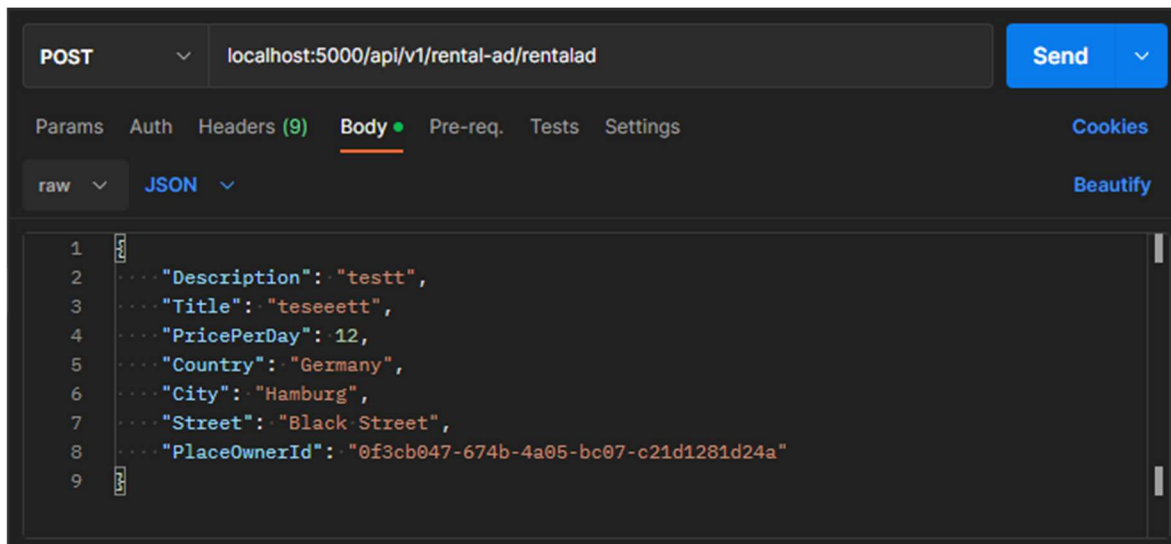 POST localhost:5000/api/v1/rental-ad/rentalad Send
Params Auth Headers (9) Body Pre-req. Tests Settings Cookies
raw JSON Beautify
1 {
2 "Description": "testt",
3 "Title": "teseeett",
4 "PricePerDay": 12,
5 "Country": "Germany",
6 "City": "Hamburg",
7 "Street": "Black Street",
8 "PlaceOwnerId": "0f3cb047-674b-4a05-bc07-c21d1281d24a"
9 }